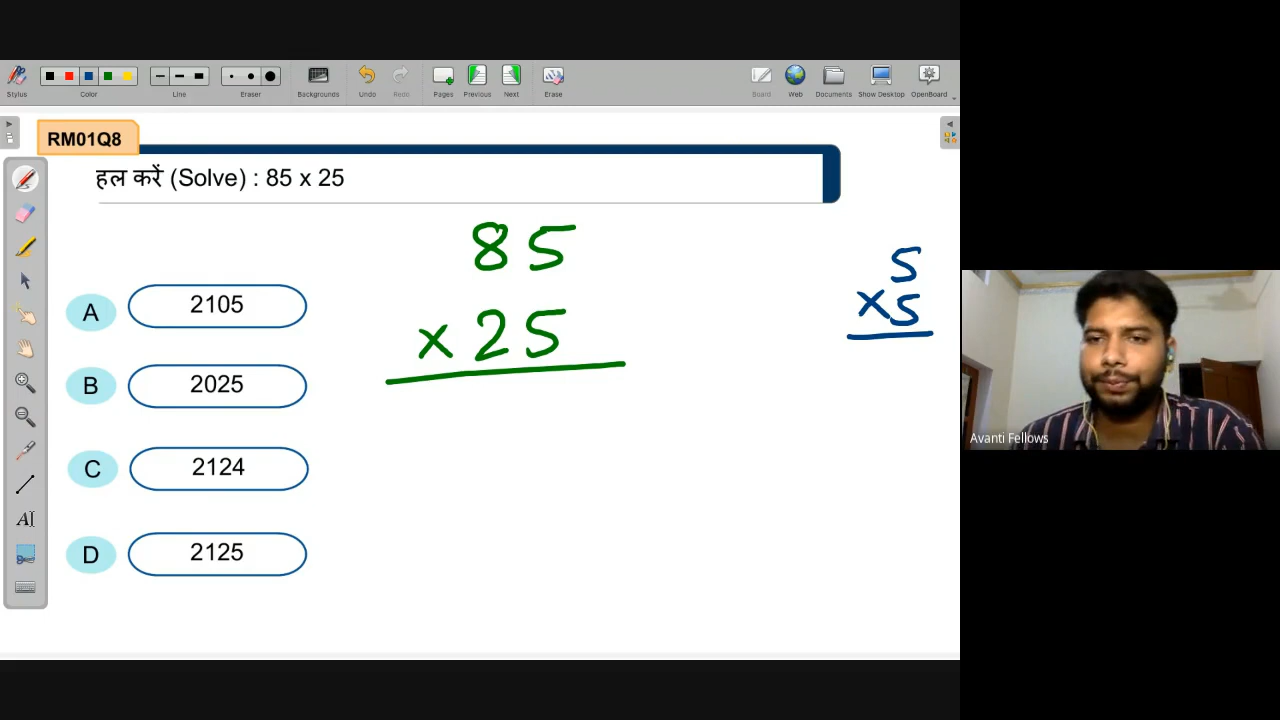 Stylus
Color
Line
Eraser
Backgrounds
Undo
Redo
Pages
Previous
Next
Erase
Board
Web
Documents
Show Desktop
OpenBoard
RM01Q8
हल करें (Solve) : 85 x 25
85
x 25
5
x5
A 2105
B 2025
C 2124
D 2125
Avanti Fellows